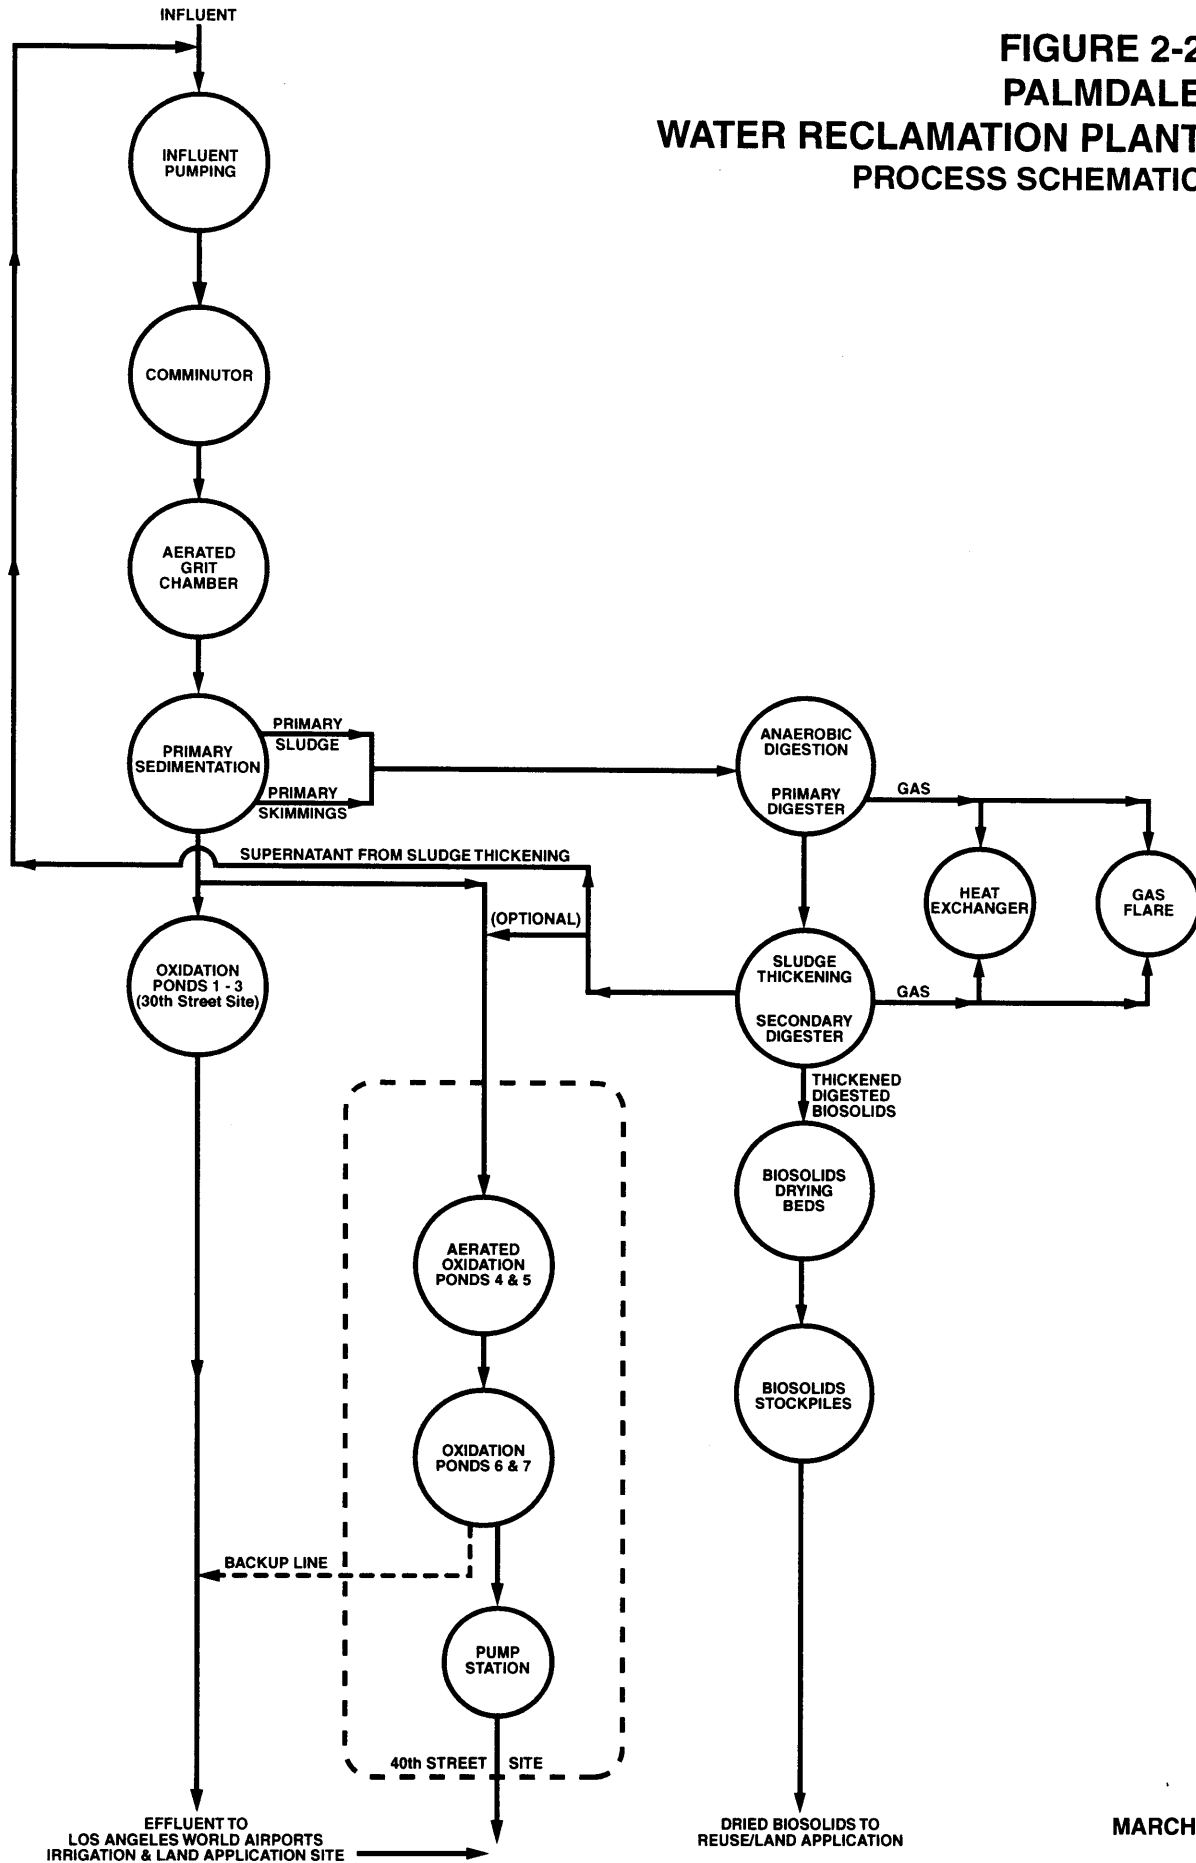 INFLUENT
FIGURE 2-2
PALMDALE
WATER RECLAMATION PLANT
PROCESS SCHEMATIC
INFLUENT
PUMPING
COMMINUTOR
AERATED
GRIT
CHAMBER
PRIMARY
SEDIMENTATION
PRIMARY
SLUDGE
PRIMARY
SKIMMINGS
ANAEROBIC
DIGESTION
PRIMARY
DIGESTER
GAS
HEAT
EXCHANGER
GAS
FLARE
SUPERNATANT FROM SLUDGE THICKENING
(OPTIONAL)
OXIDATION
PONDS 1 - 3
(30th Street Site)
SLUDGE
THICKENING
SECONDARY
DIGESTER
GAS
THICKENED
DIGESTED
BIOSOLIDS
BIOSOLIDS
DRYING
BEDS
AERATED
OXIDATION
PONDS 4 & 5
BIOSOLIDS
STOCKPILES
OXIDATION
PONDS 6 & 7
BACKUP LINE
PUMP
STATION
40th STREET SITE
EFFLUENT TO
LOS ANGELES WORLD AIRPORTS
IRRIGATION & LAND APPLICATION SITE
DRIED BIOSOLIDS TO
REUSE/LAND APPLICATION
MARCH